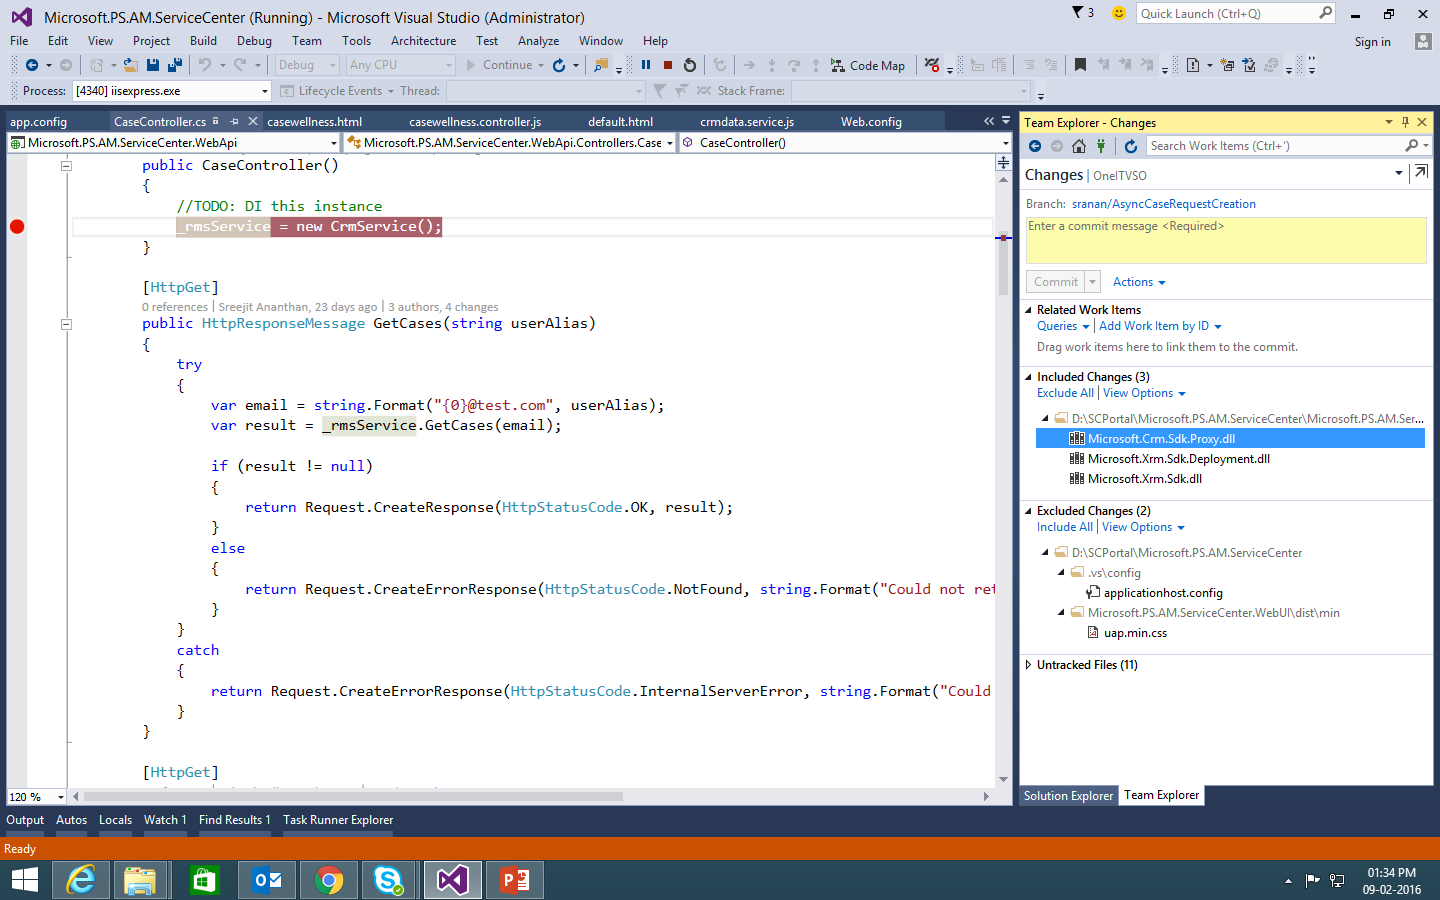 Microsoft.PS.AM.ServiceCenter (Running) - Microsoft Visual Studio (Administrator)
3
Quick Launch (Ctrl+Q)
File Edit View Project Build Debug Team Tools Architecture Test Analyze Window Help
Sign in
Debug Any CPU Continue Code Map
Process: [4340] iisexpress.exe Lifecycle Events Thread: Stack Frame:
app.config CaseController.cs casewellness.html casewellness.controller.js default.html crmdata.service.js Web.config
Microsoft.PS.AM.ServiceCenter.WebApi Microsoft.PS.AM.ServiceCenter.WebApi.Controllers.Case CaseController()
public CaseController()
{
//TODO: DI this instance
_rmsService = new CrmService();
}
[HttpGet]
0 references | Sreejit Ananthan, 23 days ago | 3 authors, 4 changes
public HttpResponseMessage GetCases(string userAlias)
{
try
{
var email = string.Format("{0}@test.com", userAlias);
var result = _rmsService.GetCases(email);
if (result != null)
{
return Request.CreateResponse(HttpStatusCode.OK, result);
}
else
{
return Request.CreateErrorResponse(HttpStatusCode.NotFound, string.Format("Could not ret
}
}
catch
{
return Request.CreateErrorResponse(HttpStatusCode.InternalServerError, string.Format("Could
}
}
[HttpGet]
120 %
Team Explorer - Changes
Search Work Items (Ctrl+')
Changes | OneITVSO
Branch: sranan/AsyncCaseRequestCreation
Enter a commit message <Required>
Commit Actions
Related Work Items
Queries Add Work Item by ID
Drag work items here to link them to the commit.
Included Changes (3)
Exclude All View Options
D:\SCPortal\Microsoft.PS.AM.ServiceCenter\Microsoft.PS.AM.Ser...
Microsoft.Crm.Sdk.Proxy.dll
Microsoft.Xrm.Sdk.Deployment.dll
Microsoft.Xrm.Sdk.dll
Excluded Changes (2)
Include All View Options
D:\SCPortal\Microsoft.PS.AM.ServiceCenter
.vs\config
applicationhost.config
Microsoft.PS.AM.ServiceCenter.WebUI\dist\min
uap.min.css
Untracked Files (11)
Solution Explorer Team Explorer
Output Autos Locals Watch 1 Find Results 1 Task Runner Explorer
Ready
01:34 PM
09-02-2016